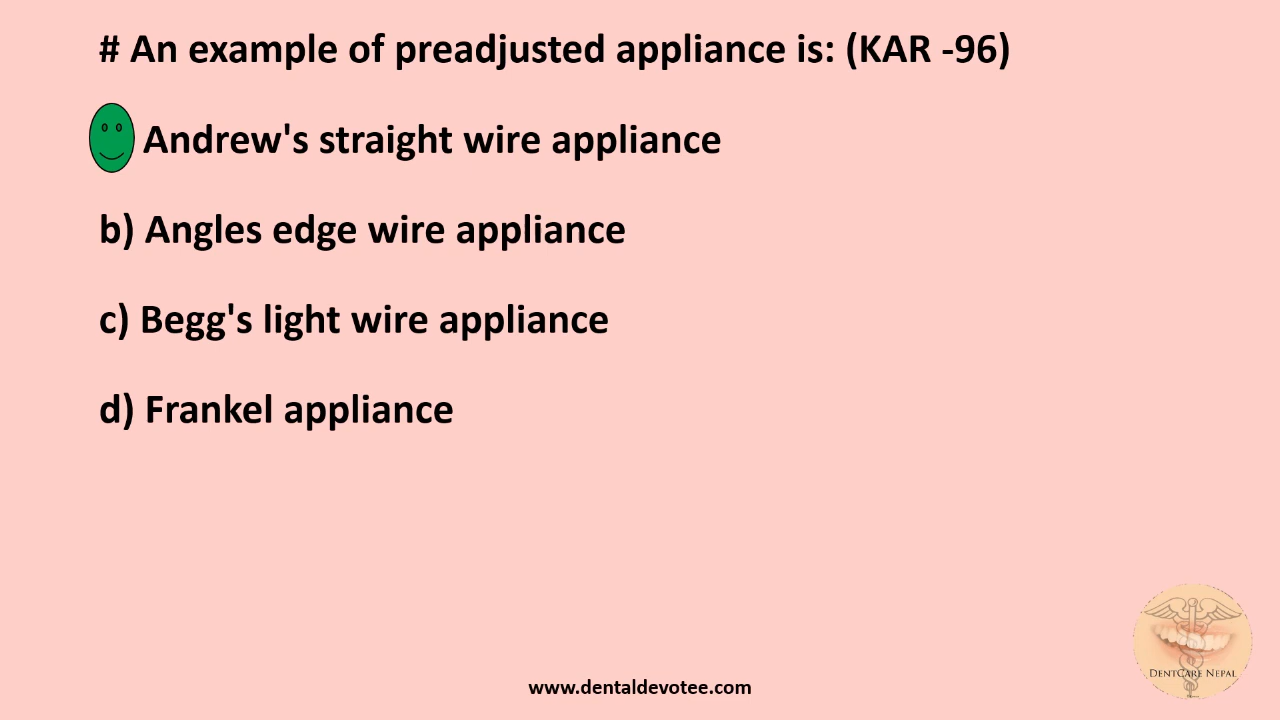 # An example of preadjusted appliance is: (KAR -96)
Andrew's straight wire appliance
b) Angles edge wire appliance
c) Begg's light wire appliance
d) Frankel appliance
DentCare Nepal
www.dentaldevotee.com